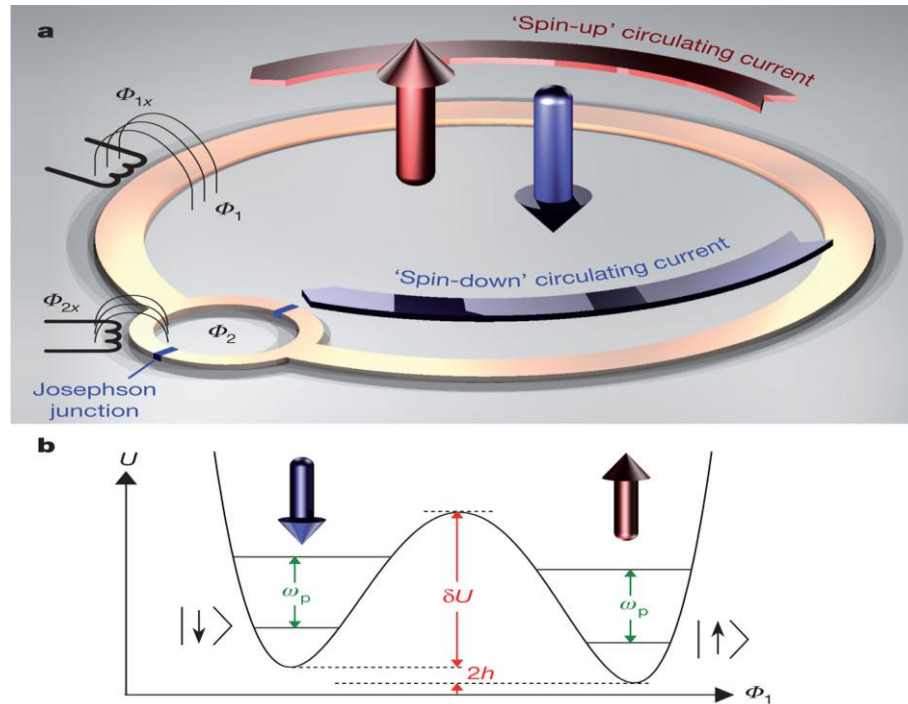 a
'Spin-up' circulating current
Φ1x
Φ1
'Spin-down' circulating current
Φ2x
Φ2
Josephson
junction
b
U
ωp
δU
ωp
|↓⟩
|↑⟩
2h
Φ1